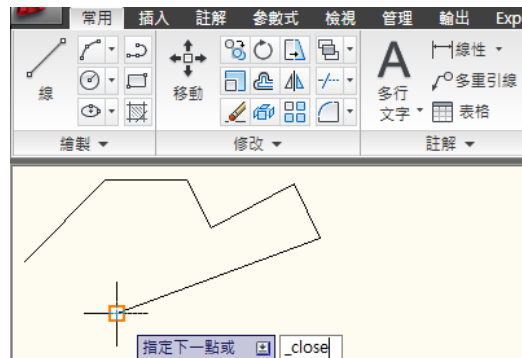 常用 插入 註解 參數式 檢視 管理 輸出 Exp
線
移動
A
多行
文字
線性
多重引線
表格
繪製
修改
註解
指定下一點或 _close